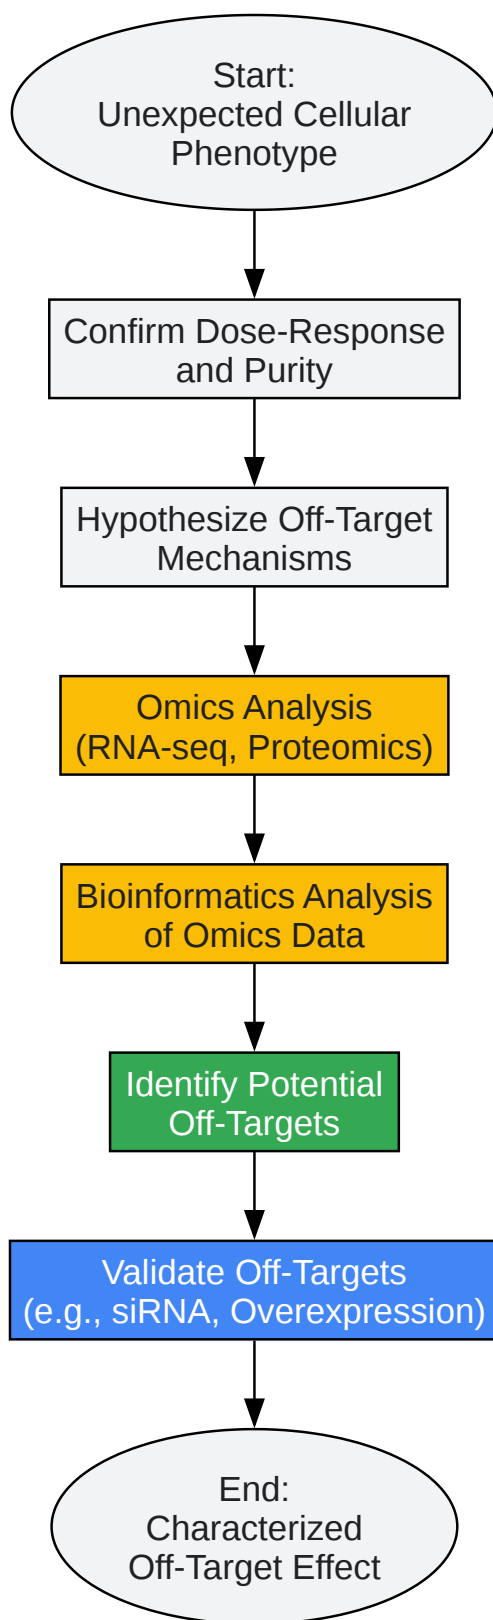 Start:
Unexpected Cellular
Phenotype
Confirm Dose-Response
and Purity
Hypothesize Off-Target
Mechanisms
Omics Analysis
(RNA-seq, Proteomics)
Bioinformatics Analysis
of Omics Data
Identify Potential
Off-Targets
Validate Off-Targets
(e.g., siRNA, Overexpression)
End:
Characterized
Off-Target Effect